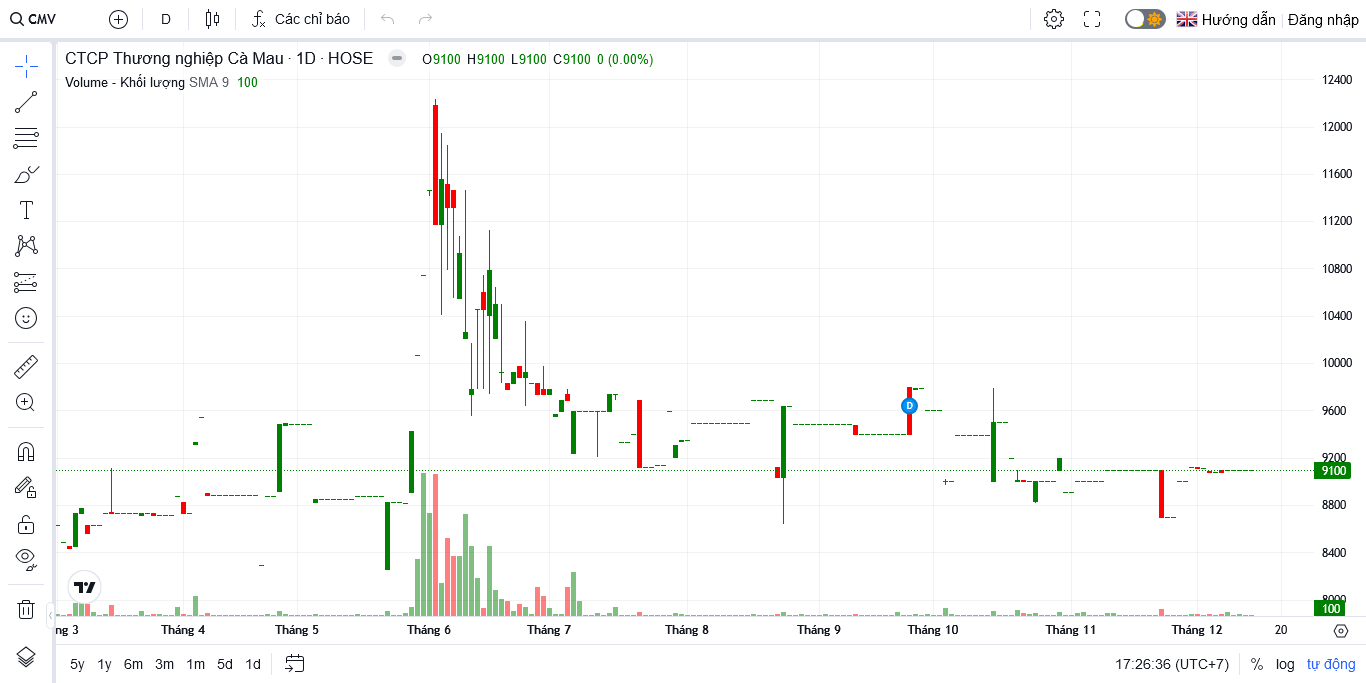 CMV D Các chỉ báo Hướng dẫn Đăng nhập
CTCP Thương nghiệp Cà Mau · 1D · HOSE O9100 H9100 L9100 C9100 0 (0.00%)
Volume - Khối lượng SMA 9 100
12400
12000
11600
11200
10800
10400
10000
9600
D
9200
9100
8800
8400
8000
100
ng 3 Tháng 4 Tháng 5 Tháng 6 Tháng 7 Tháng 8 Tháng 9 Tháng 10 Tháng 11 Tháng 12 20
5y 1y 6m 3m 1m 5d 1d 17:26:36 (UTC+7) % log tự động